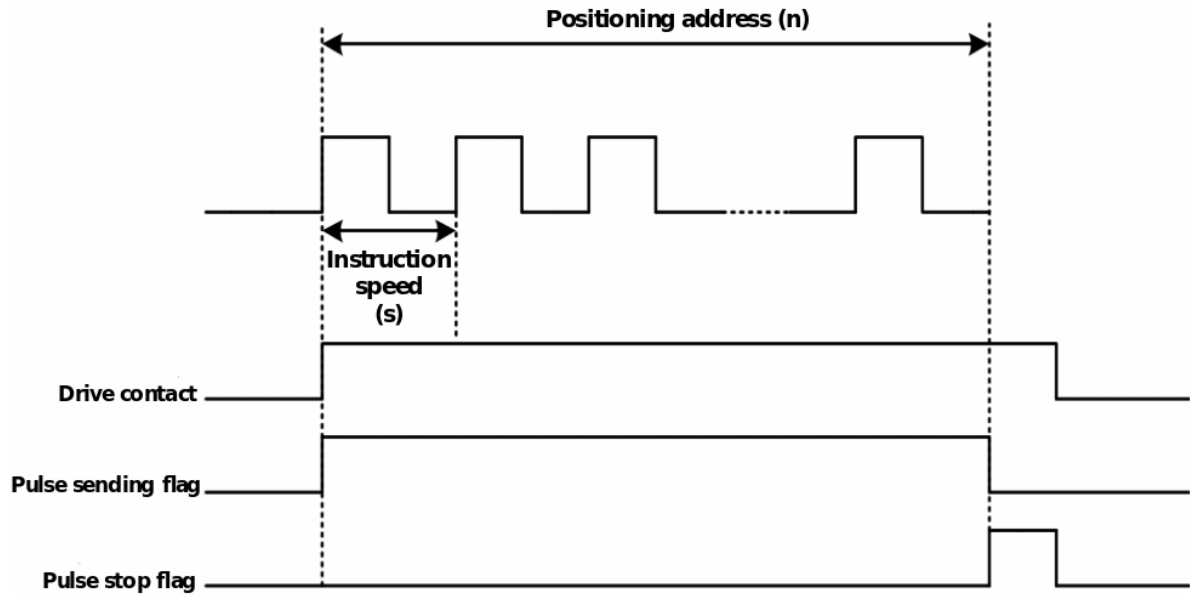 Positioning address (n)
Instruction
speed
(s)
Drive contact
Pulse sending flag
Pulse stop flag